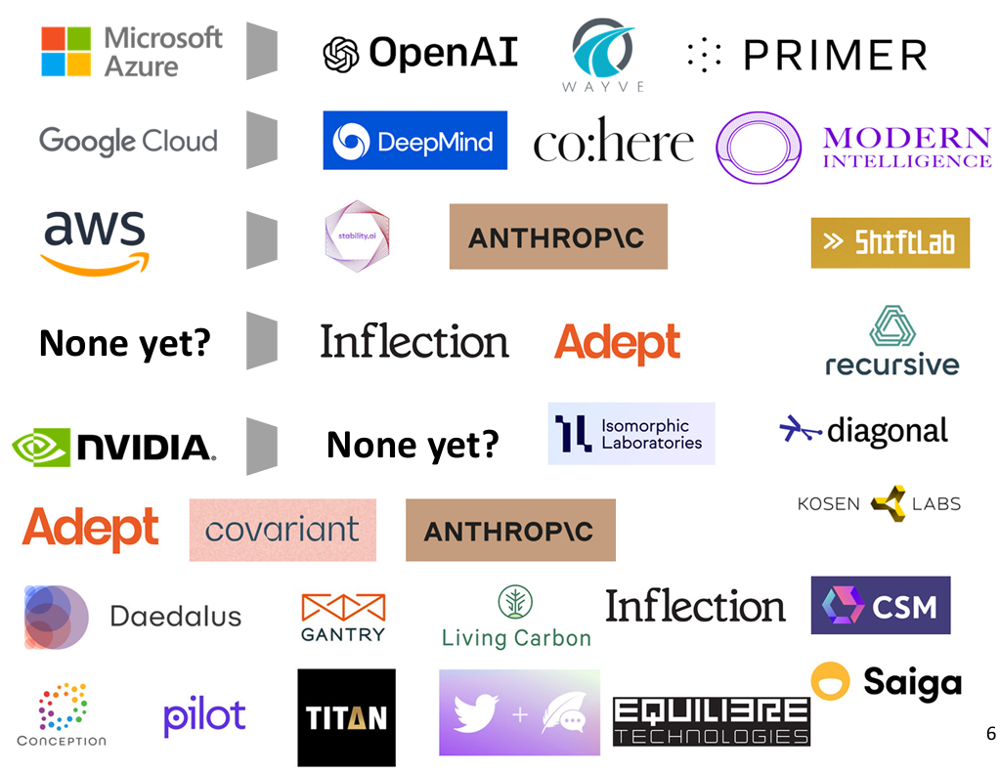 Microsoft
Azure
OpenAI
WAYVE
PRIMER
Google Cloud
DeepMind
co:here
MODERN
INTELLIGENCE
aws
stability.ai
ANTHROP\C
ShiftLab
None yet?
Inflection
Adept
recursive
NVIDIA.
None yet?
Isomorphic
Laboratories
diagonal
KOSEN LABS
Adept
covariant
ANTHROP\C
Daedalus
GANTRY
Living Carbon
Inflection
CSM
CONCEPTION
pilot
TITAN
+
EQUILIBRE
TECHNOLOGIES
Saiga
6